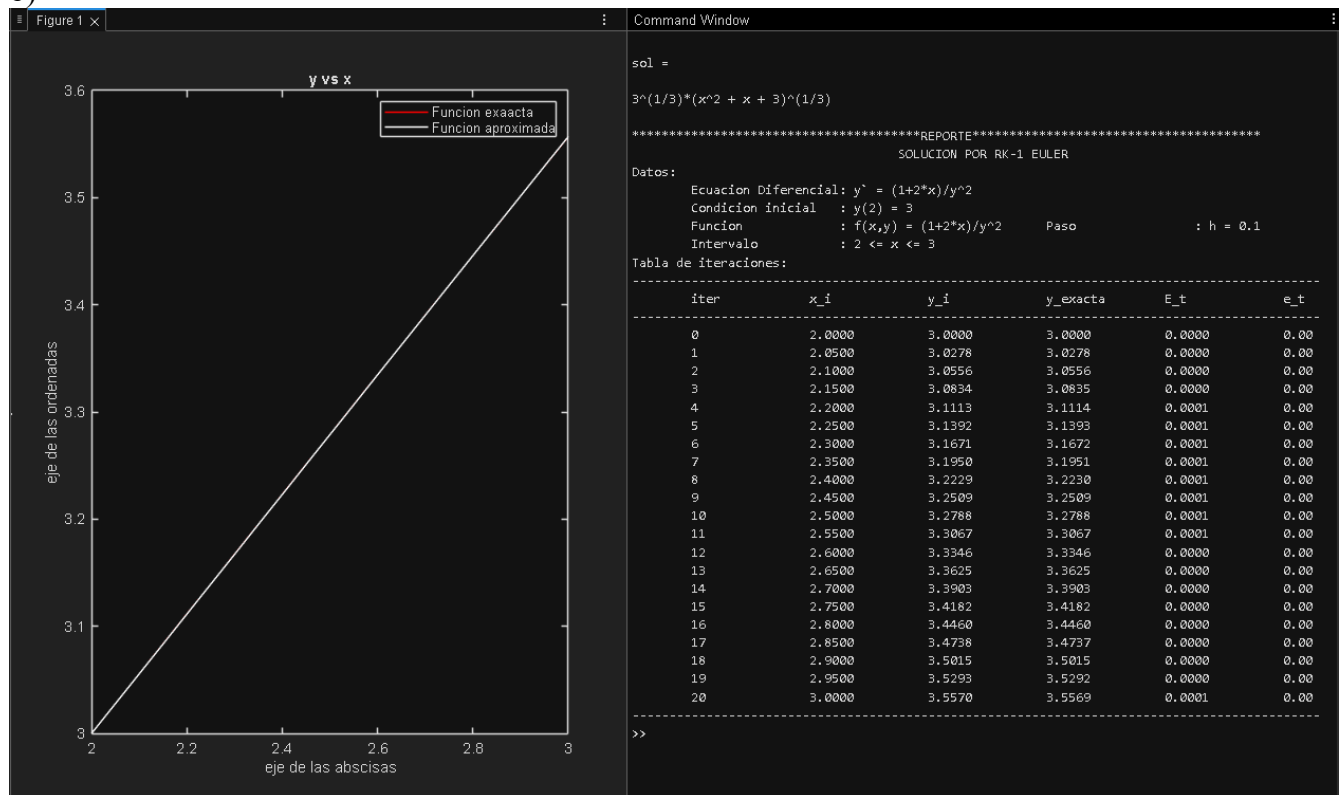 Figure 1 ×
y vs x
Funcion exaacta
Funcion aproximada
3.6
3.5
3.4
3.3
3.2
3.1
3
2 2.2 2.4 2.6 2.8 3
eje de las ordenadas
eje de las abscisas
Command Window
sol =
3^(1/3)*(x^2 + x + 3)^(1/3)
***************************************REPORTE***************************************
SOLUCION POR RK-1 EULER
Datos:
Ecuacion Diferencial: y` = (1+2*x)/y^2
Condicion inicial : y(2) = 3
Funcion : f(x,y) = (1+2*x)/y^2 Paso : h = 0.1
Intervalo : 2 <= x <= 3
Tabla de iteraciones:
---------------------------------------------------------------------------------------------
iter x_i y_i y_exacta E_t e_t
---------------------------------------------------------------------------------------------
0 2.0000 3.0000 3.0000 0.0000 0.00
1 2.0500 3.0278 3.0278 0.0000 0.00
2 2.1000 3.0556 3.0556 0.0000 0.00
3 2.1500 3.0834 3.0835 0.0000 0.00
4 2.2000 3.1113 3.1114 0.0001 0.00
5 2.2500 3.1392 3.1393 0.0001 0.00
6 2.3000 3.1671 3.1672 0.0001 0.00
7 2.3500 3.1950 3.1951 0.0001 0.00
8 2.4000 3.2229 3.2230 0.0001 0.00
9 2.4500 3.2509 3.2509 0.0001 0.00
10 2.5000 3.2788 3.2788 0.0001 0.00
11 2.5500 3.3067 3.3067 0.0001 0.00
12 2.6000 3.3346 3.3346 0.0000 0.00
13 2.6500 3.3625 3.3625 0.0000 0.00
14 2.7000 3.3903 3.3903 0.0000 0.00
15 2.7500 3.4182 3.4182 0.0000 0.00
16 2.8000 3.4460 3.4460 0.0000 0.00
17 2.8500 3.4738 3.4737 0.0000 0.00
18 2.9000 3.5015 3.5015 0.0000 0.00
19 2.9500 3.5293 3.5292 0.0000 0.00
20 3.0000 3.5570 3.5569 0.0001 0.00
---------------------------------------------------------------------------------------------
>>